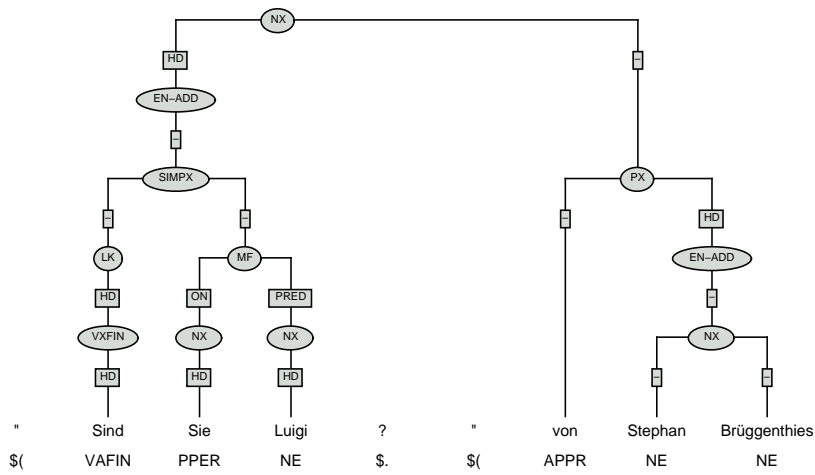 NX
HD –
EN–ADD
–
SIMPX PX
– – – HD
LK MF EN–ADD
HD ON PRED –
VXFIN NX NX NX
HD HD HD – –
" Sind Sie Luigi ? " von Stephan Brüggenthies
$( VAFIN PPER NE $. $( APPR NE NE